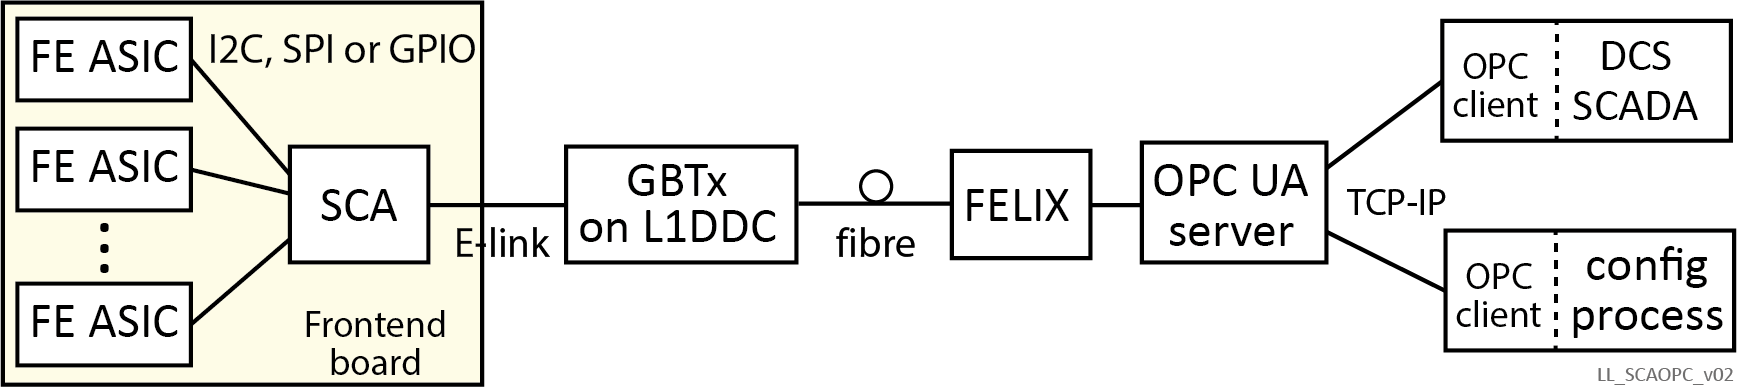 FE ASIC
I2C, SPI or GPIO
FE ASIC
FE ASIC
SCA
Frontend
board
E-link
GBTx
on L1DDC
fibre
FELIX
OPC UA
server
TCP-IP
OPC
client
DCS
SCADA
OPC
client
config
process
LL_SCAOPC_v02